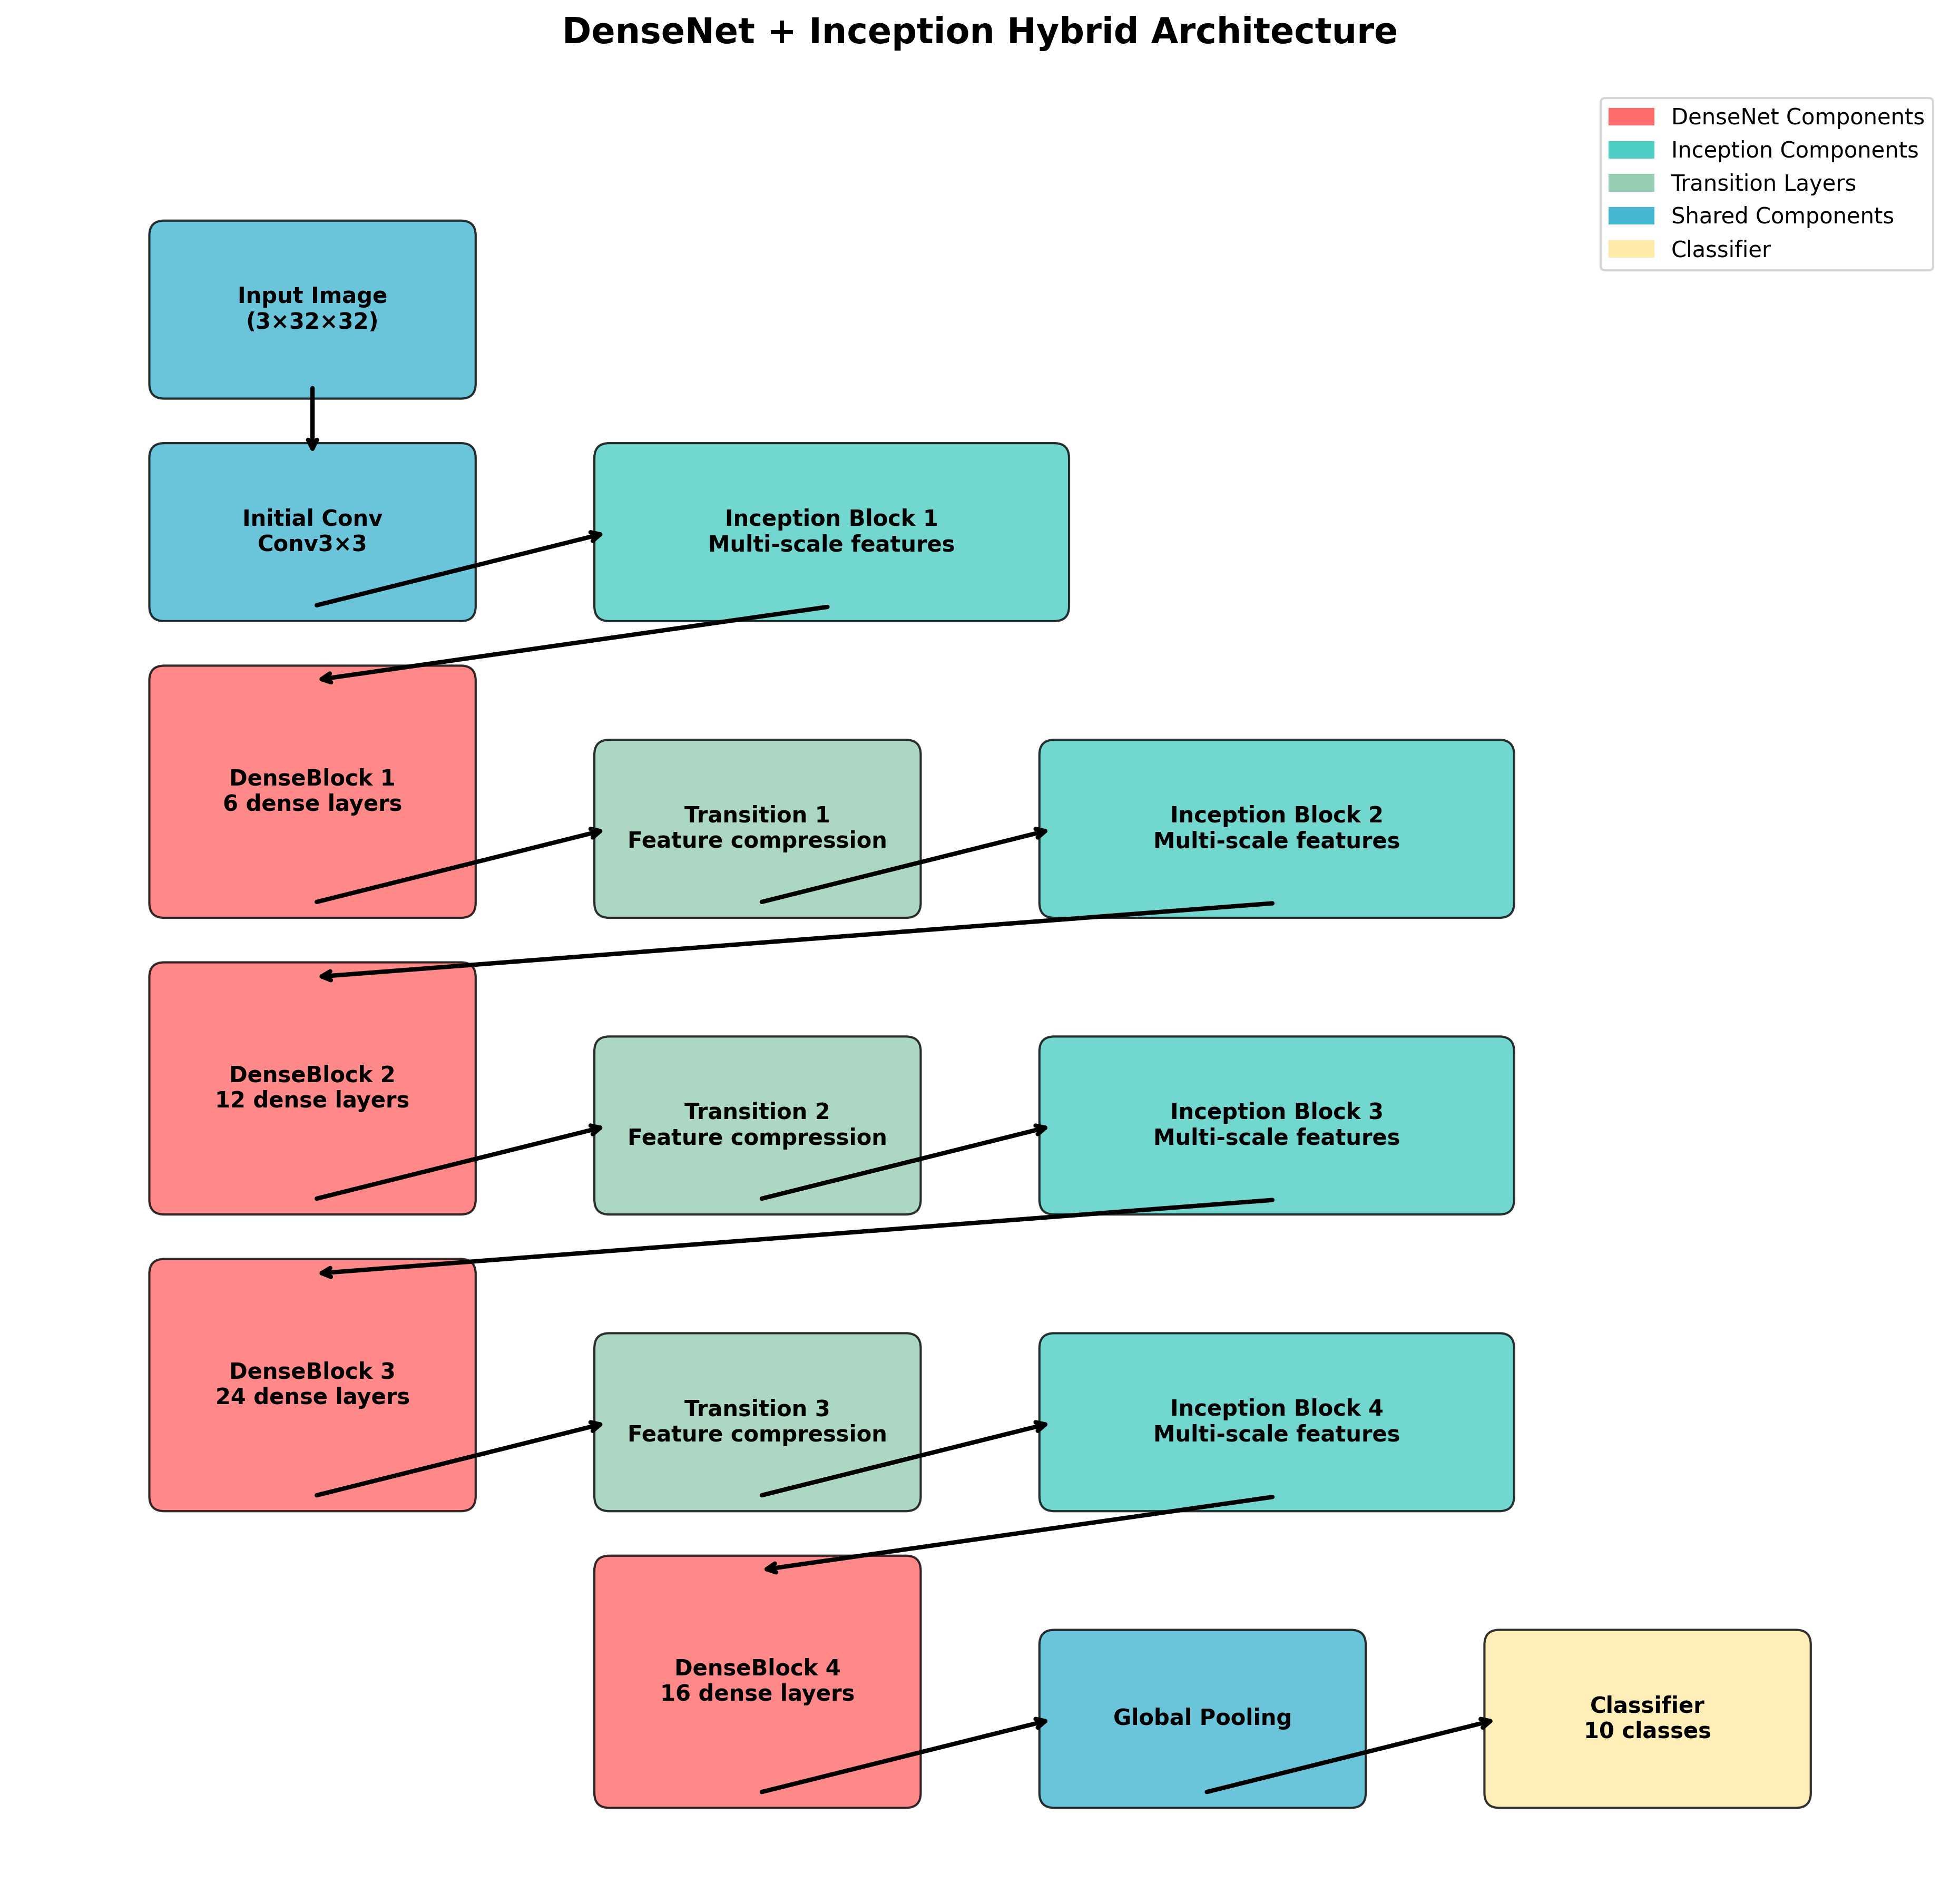 DenseNet + Inception Hybrid Architecture
DenseNet Components
Inception Components
Transition Layers
Shared Components
Classifier
Input Image
(3×32×32)
Initial Conv
Conv3×3
Inception Block 1
Multi-scale features
DenseBlock 1
6 dense layers
Transition 1
Feature compression
Inception Block 2
Multi-scale features
DenseBlock 2
12 dense layers
Transition 2
Feature compression
Inception Block 3
Multi-scale features
DenseBlock 3
24 dense layers
Transition 3
Feature compression
Inception Block 4
Multi-scale features
DenseBlock 4
16 dense layers
Global Pooling
Classifier
10 classes